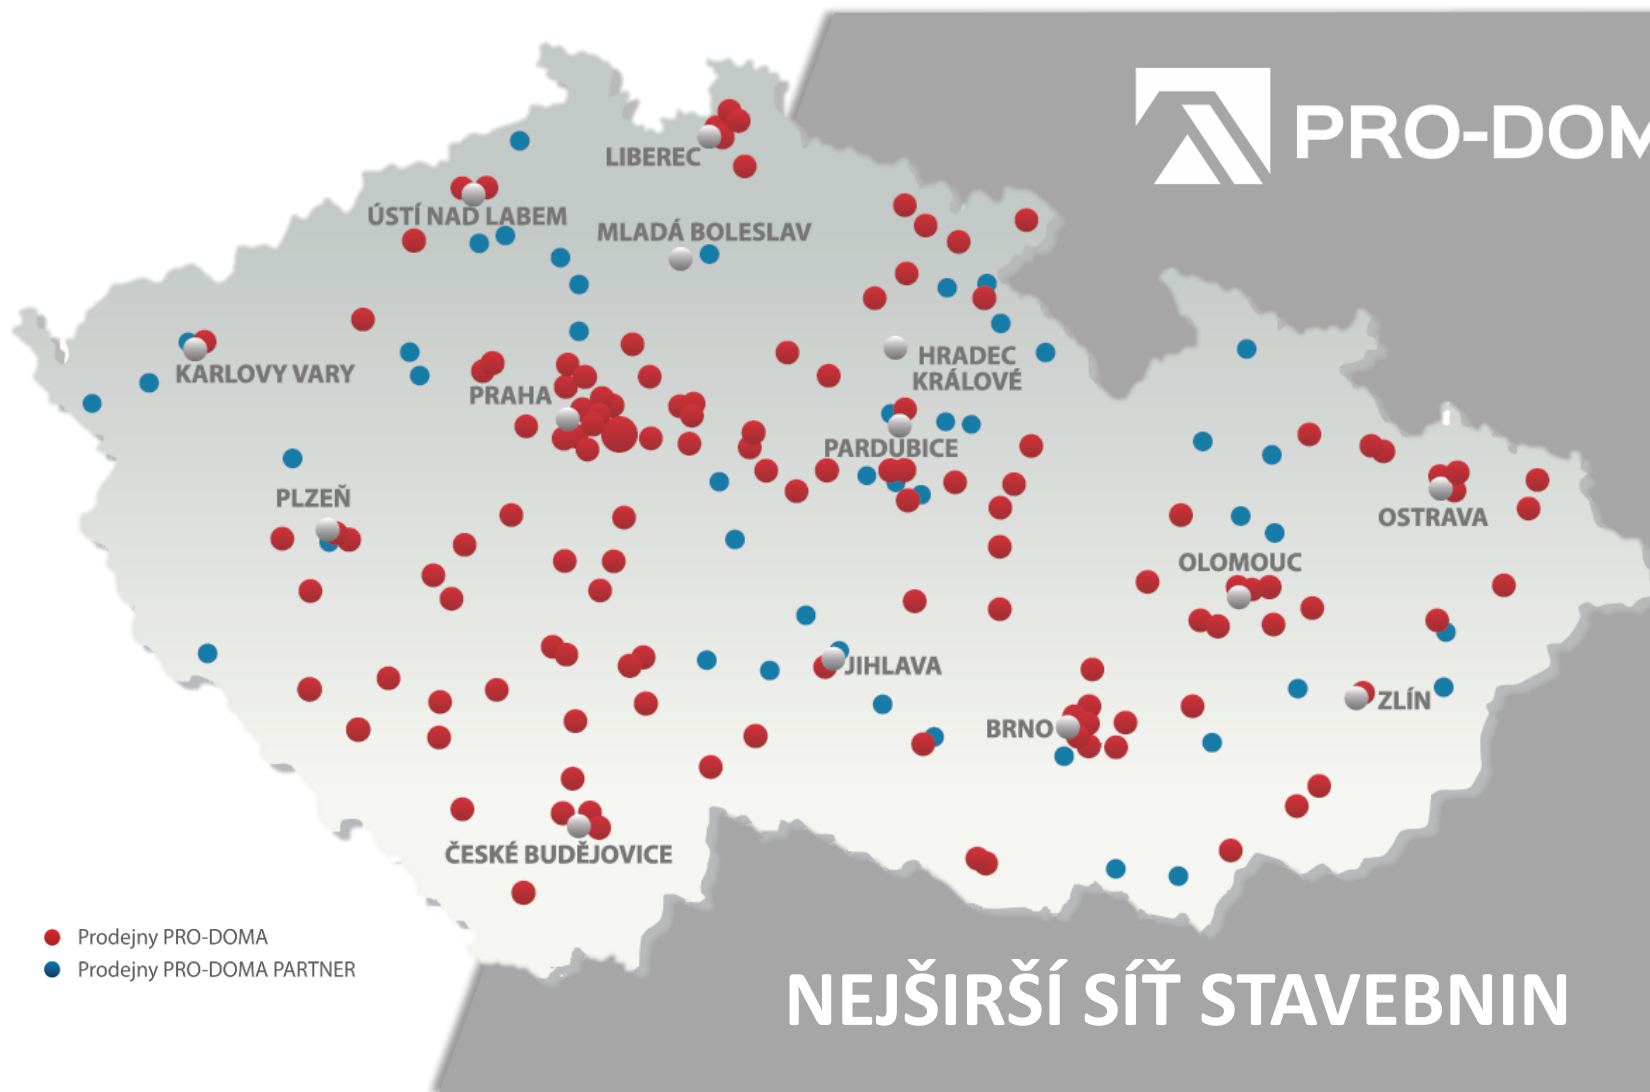 PRO-DOM
LIBEREC
ÚSTÍ NAD LABEM
MLADÁ BOLESLAV
HRADEC
KRÁLOVÉ
KARLOVY VARY
PRAHA
PARDUBICE
PLZEŇ
OSTRAVA
OLOMOUC
JIHLAVA
ZLÍN
BRNO
ČESKÉ BUDĚJOVICE
Prodejny PRO-DOMA
Prodejny PRO-DOMA PARTNER
NEJŠIRŠÍ SÍŤ STAVEBNIN